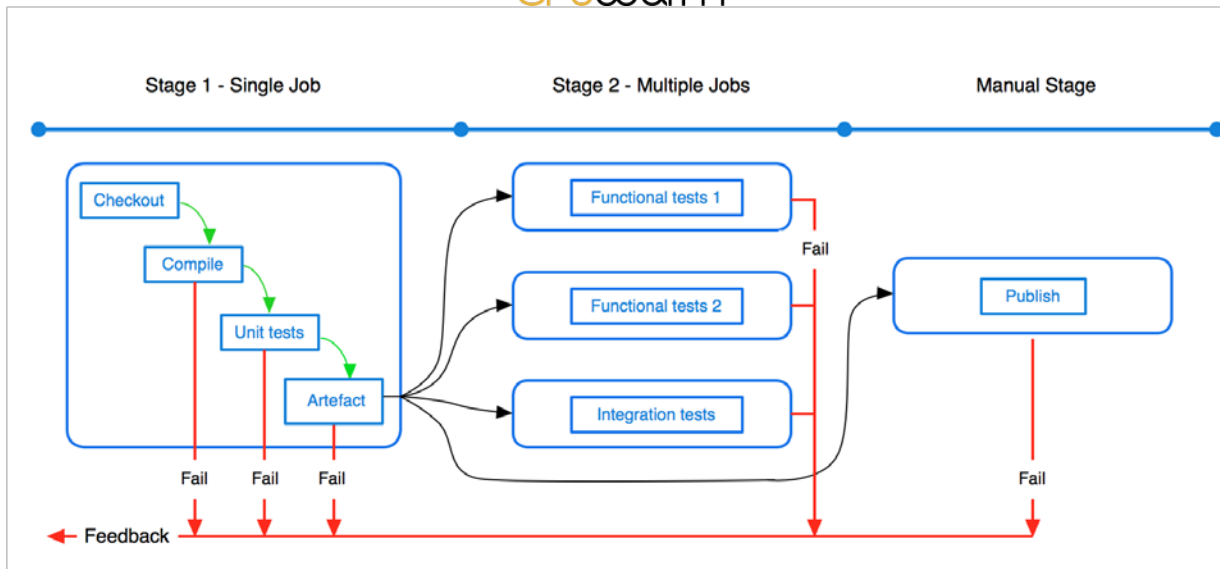 Stage 1 - Single Job
Stage 2 - Multiple Jobs
Manual Stage
Checkout
Compile
Unit tests
Artefact
Functional tests 1
Functional tests 2
Integration tests
Publish
Fail
Fail
Fail
Fail
Fail
Feedback